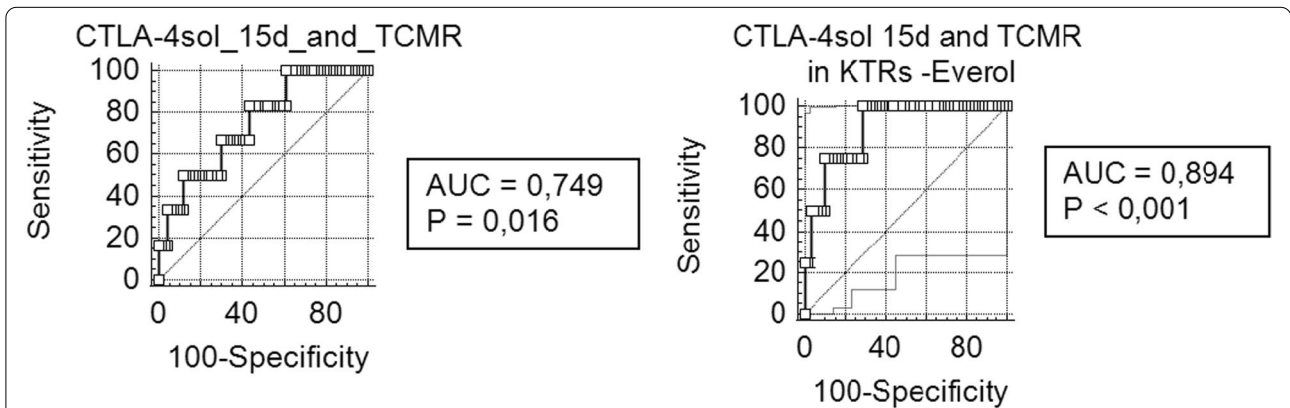 CTLA-4sol_15d_and_TCMR
100
80
60
40
20
0
Sensitivity
0 40 80
100-Specificity
AUC = 0,749
P = 0,016
CTLA-4sol 15d and TCMR
in KTRs -Everol
100
80
60
40
20
0
Sensitivity
0 40 80
100-Specificity
AUC = 0,894
P < 0,001